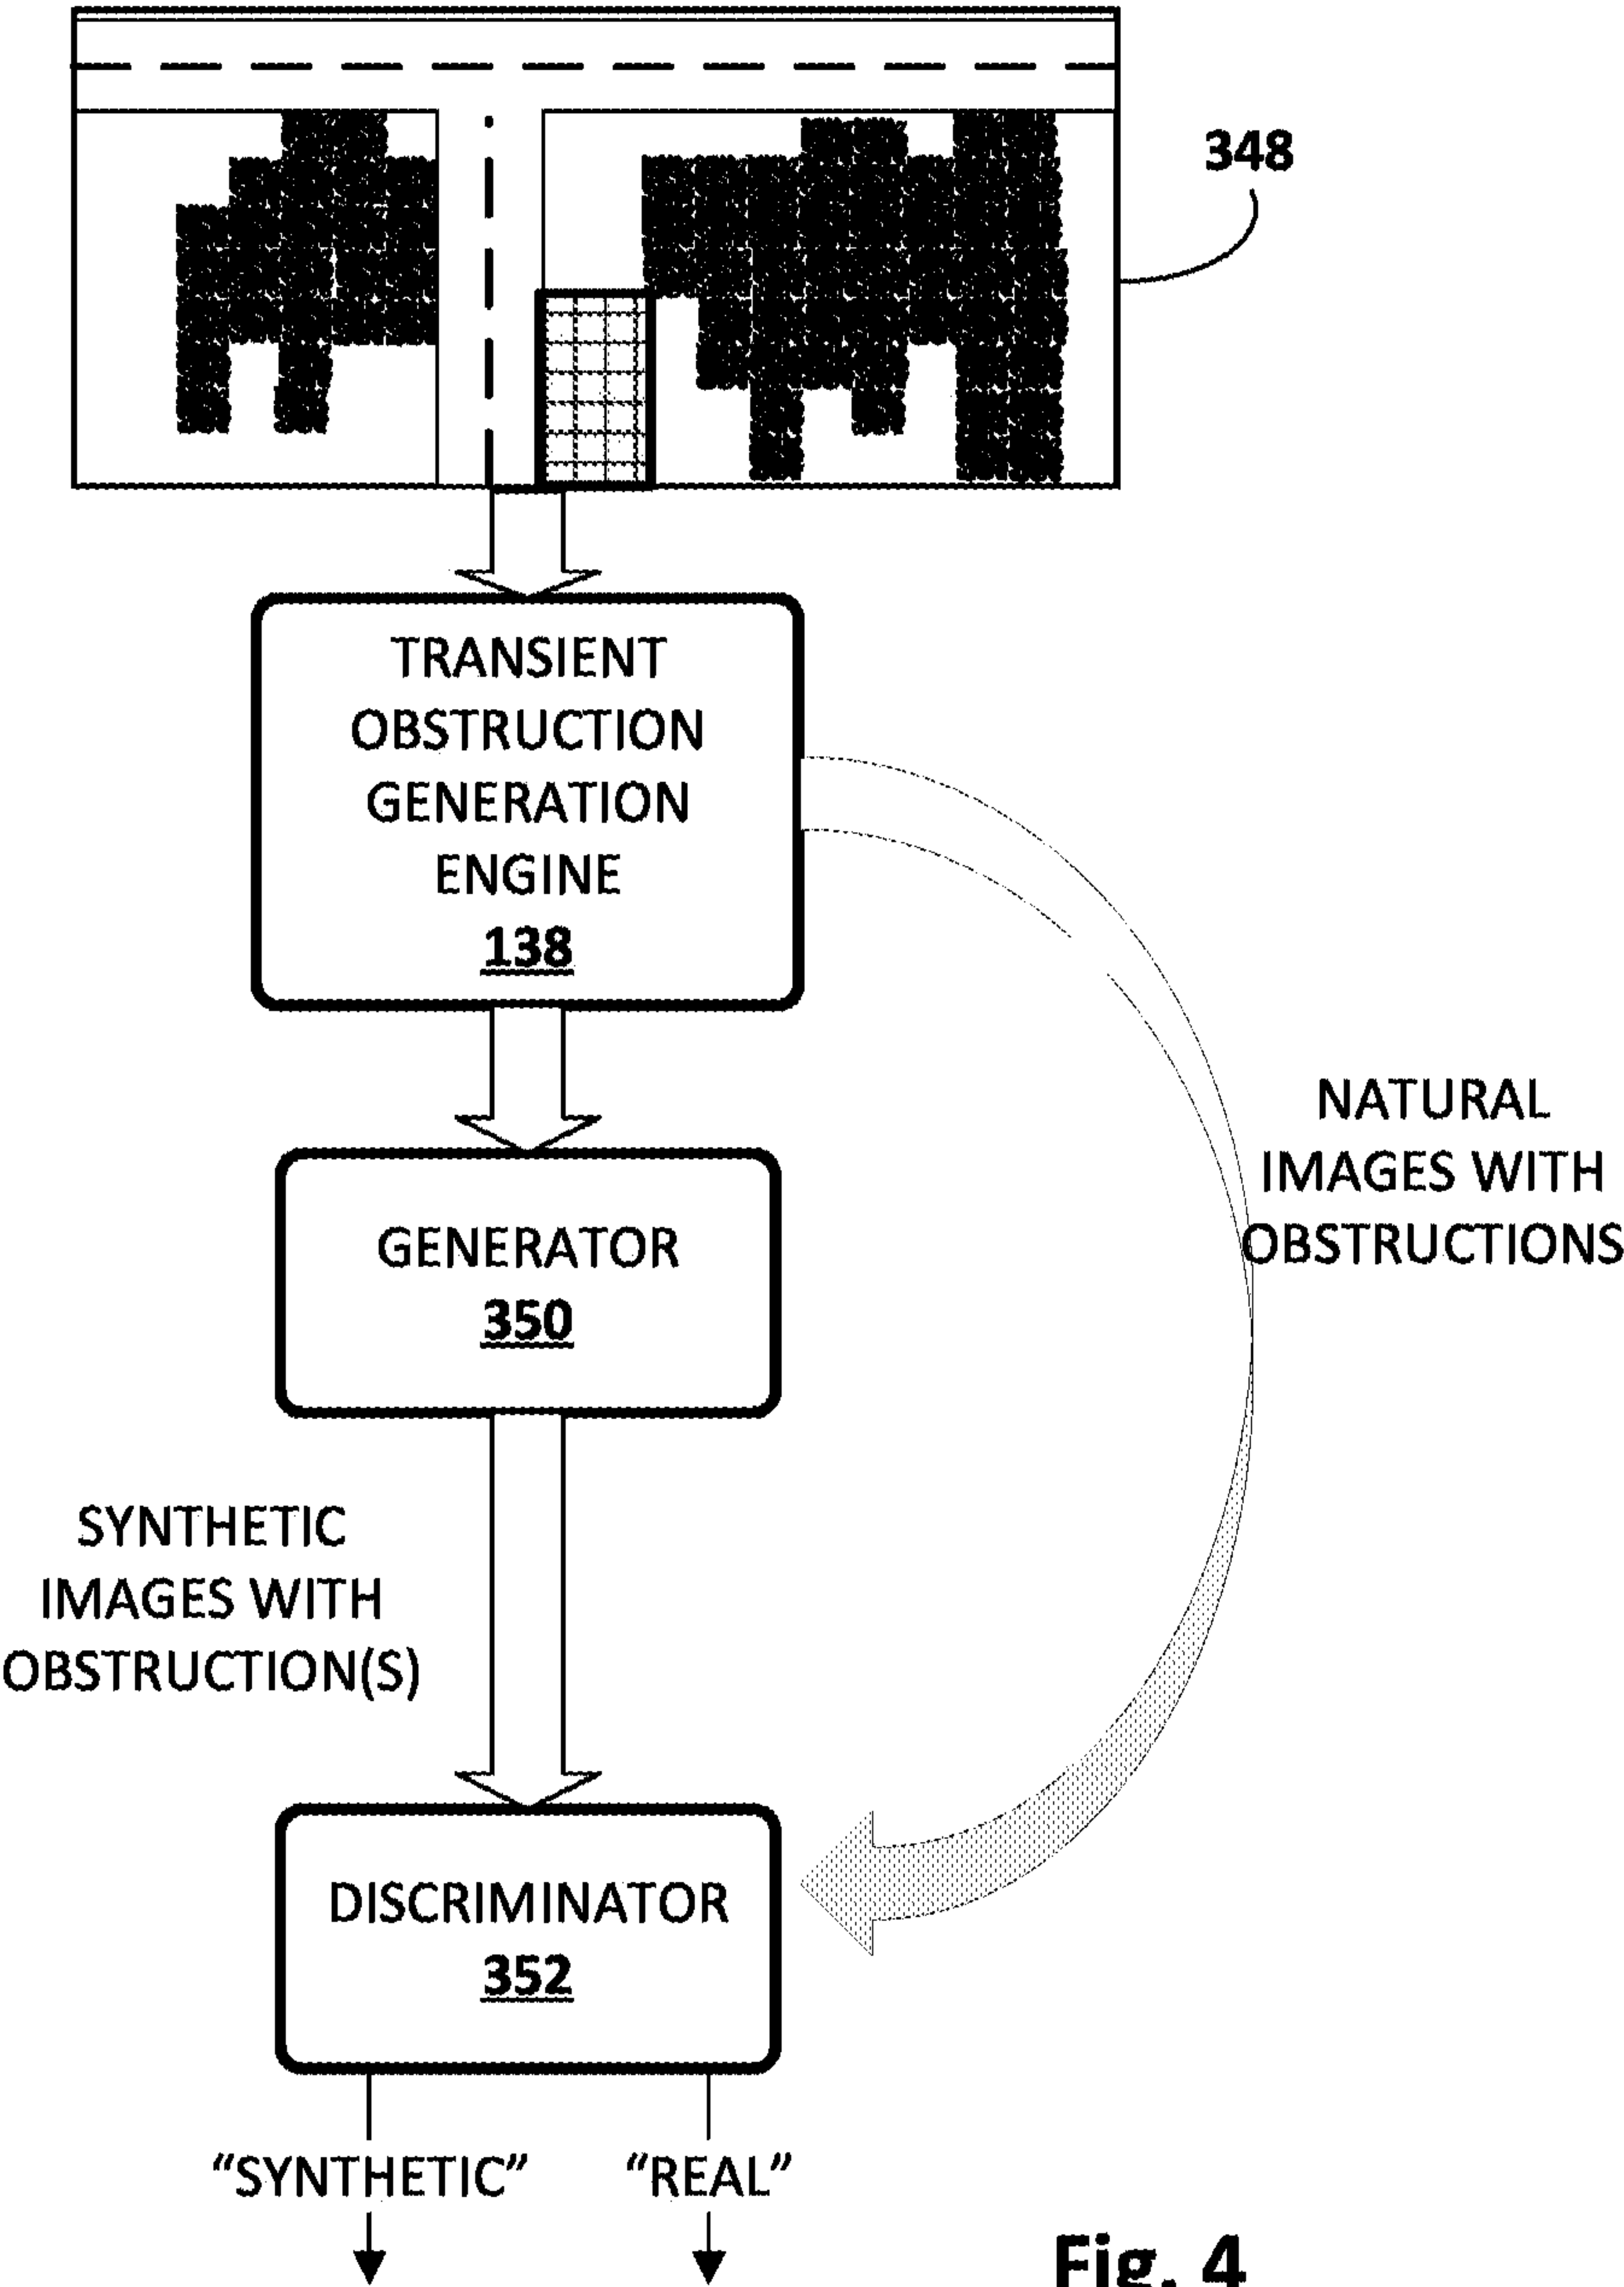 348
TRANSIENT
OBSTRUCTION
GENERATION
ENGINE
138
GENERATOR
350
NATURAL
IMAGES WITH
OBSTRUCTIONS
SYNTHETIC
IMAGES WITH
OBSTRUCTION(S)
DISCRIMINATOR
352
“SYNTHETIC”
“REAL”
Fig. 4